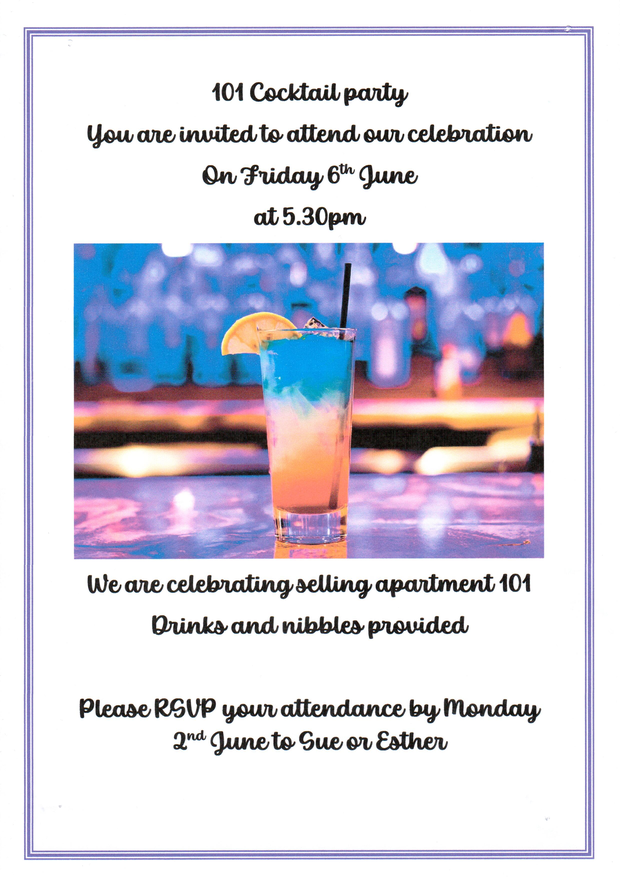 101 Cocktail party
You are invited to attend our celebration
On Friday 6th June
at 5.30pm
We are celebrating selling apartment 101
Drinks and nibbles provided
Please RSVP your attendance by Monday
2nd June to Sue or Esther